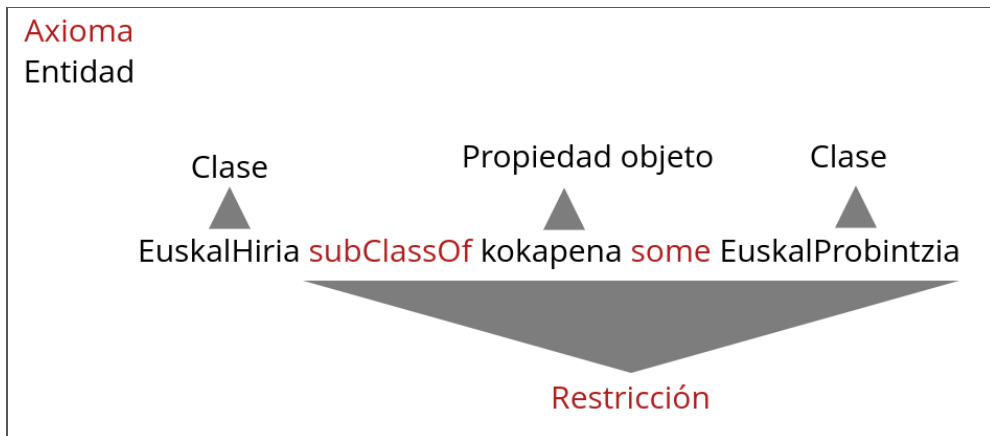 Axioma
Entidad
Clase Propiedad objeto Clase
EuskalHiria subClassOf kokapena some EuskalProbintzia
Restricción